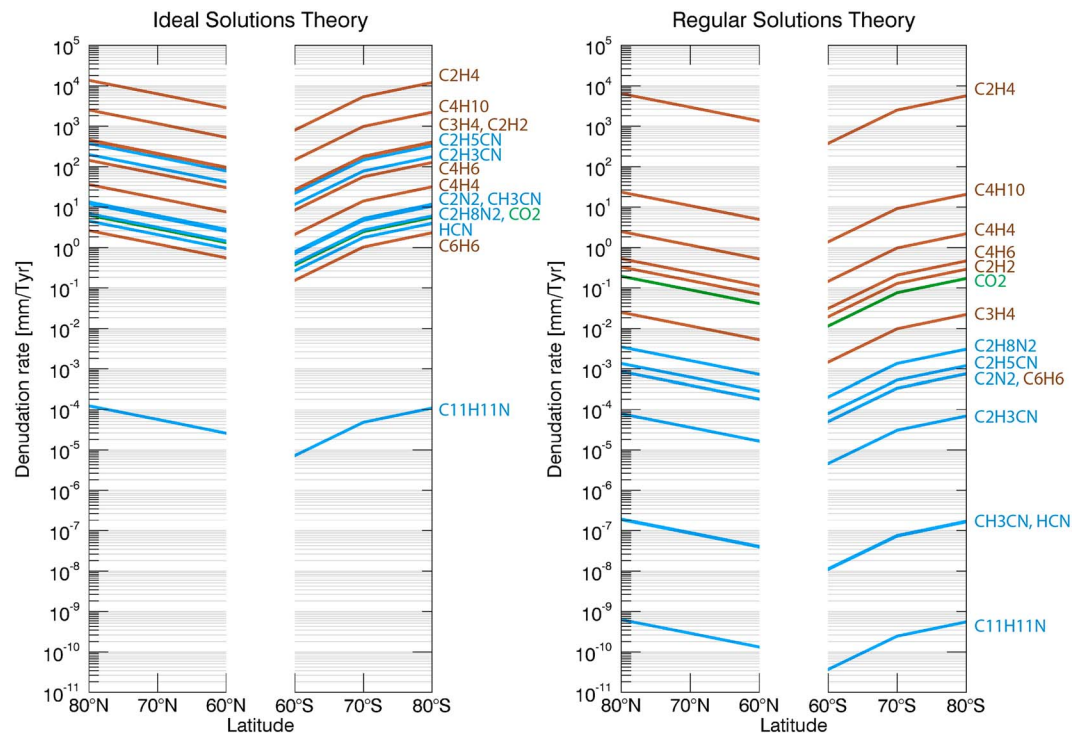 Ideal Solutions Theory
Denudation rate [mm/Tyr]
10^5
10^4
10^3
10^2
10^1
10^0
10^-1
10^-2
10^-3
10^-4
10^-5
10^-6
10^-7
10^-8
10^-9
10^-10
10^-11
C2H4
C4H10
C3H4, C2H2
C2H5CN
C2H3CN
C4H6
C4H4
C2N2, CH3CN
C2H8N2, CO2
HCN
C6H6
C11H11N
80°N 70°N 60°N 60°S 70°S 80°S
Latitude
Regular Solutions Theory
Denudation rate [mm/Tyr]
10^5
10^4
10^3
10^2
10^1
10^0
10^-1
10^-2
10^-3
10^-4
10^-5
10^-6
10^-7
10^-8
10^-9
10^-10
10^-11
C2H4
C4H10
C4H4
C4H6
C2H2
CO2
C3H4
C2H8N2
C2H5CN
C2N2, C6H6
C2H3CN
CH3CN, HCN
C11H11N
80°N 70°N 60°N 60°S 70°S 80°S
Latitude